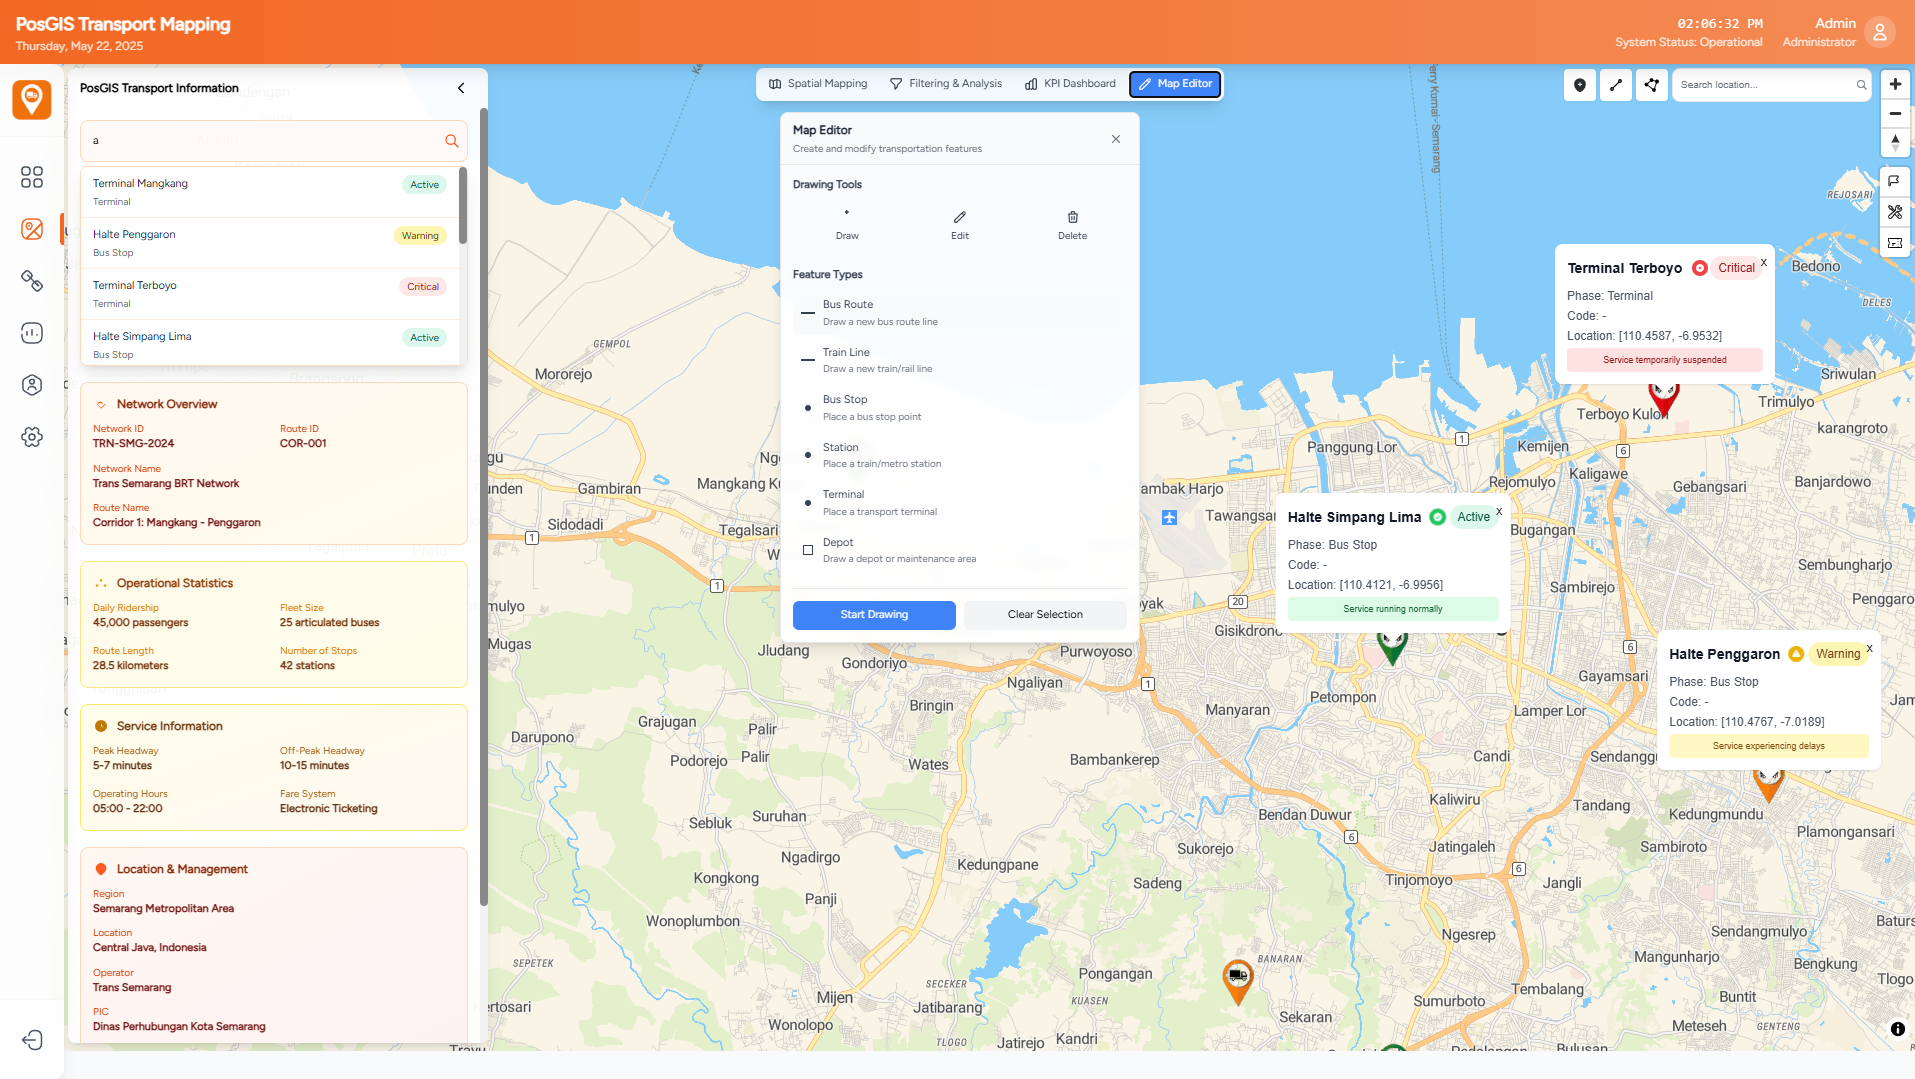 PosGIS Transport Mapping
Thursday, May 22, 2025
02:06:32 PM
System Status: Operational
Admin
Administrator
PosGIS Transport Information
a
Terminal Mangkang
Active
Terminal
Halte Penggaron
Warning
Bus Stop
Terminal Terboyo
Critical
Terminal
Halte Simpang Lima
Active
Bus Stop
Network Overview
Network ID
Route ID
TRN-SMG-2024
COR-001
Network Name
Trans Semarang BRT Network
Route Name
Corridor 1: Mangkang - Penggaron
Operational Statistics
Daily Ridership
Fleet Size
45,000 passengers
25 articulated buses
Route Length
Number of Stops
28.5 kilometers
42 stations
Service Information
Peak Headway
Off-Peak Headway
5-7 minutes
10-15 minutes
Operating Hours
Fare System
05:00 - 22:00
Electronic Ticketing
Location & Management
Region
Semarang Metropolitan Area
Location
Central Java, Indonesia
Operator
Trans Semarang
PIC
Dinas Perhubungan Kota Semarang
Spatial Mapping
Filtering & Analysis
KPI Dashboard
Map Editor
Search location...
Map Editor
Create and modify transportation features
Drawing Tools
Draw
Edit
Delete
Feature Types
Bus Route
Draw a new bus route line
Train Line
Draw a new train/rail line
Bus Stop
Place a bus stop point
Station
Place a train/metro station
Terminal
Place a transport terminal
Depot
Draw a depot or maintenance area
Start Drawing
Clear Selection
Terminal Terboyo
Critical
x
Phase: Terminal
Code: -
Location: [110.4587, -6.9532]
Service temporarily suspended
Halte Simpang Lima
Active
x
Phase: Bus Stop
Code: -
Location: [110.4121, -6.9956]
Service running normally
Halte Penggaron
Warning
x
Phase: Bus Stop
Code: -
Location: [110.4767, -7.0189]
Service experiencing delays
REJOSARI
Bedono
DELES
GEMPOL
Mororejo
Sriwulan
Trimulyo
Terboyo Kulon
karangroto
Panggung Lor
1
Kemijen
6
Kaligawe
Rejomulyo
Gebangsari
Banjardowo
Gambiran
Mangkang Ku
ambak Harjo
Tawangsar
Sidodadi
Tegalsari
1
Bugangan
Sembungharjo
1
Sambirejo
20
Penggaro
Gisikdrono
Mugas
Jludang
Gondoriyo
Purwoyoso
6
Gayamsari
Ngaliyan
1
Petompon
Bringin
Manyaran
Lamper Lor
Grajugan
Palir
Darupono
Podorejo
Palir
Wates
Bambankerep
Candi
Kaliwiru
Tandang
Suruhan
Sebluk
Bendan Duwur
6
Kedungmundu
Plamongansari
Ngadirgo
Kedungpane
Sukorejo
Jatingaleh
Sambiroto
Kongkong
Sadeng
Tinjomoyo
6
Jangli
Panji
Wonoplumbon
Ngesrep
Sendangmulyo
SEPETEK
BANARAN
Mangunharjo
Bengkung
Pongangan
SECEKER
Tembalang
Mijen
Jatibarang
KUASEN
Sumurboto
Buntit
Wonolopo
Sekaran
Meteseh
GENTENG
TLOGO
Jatirejo
Kandri